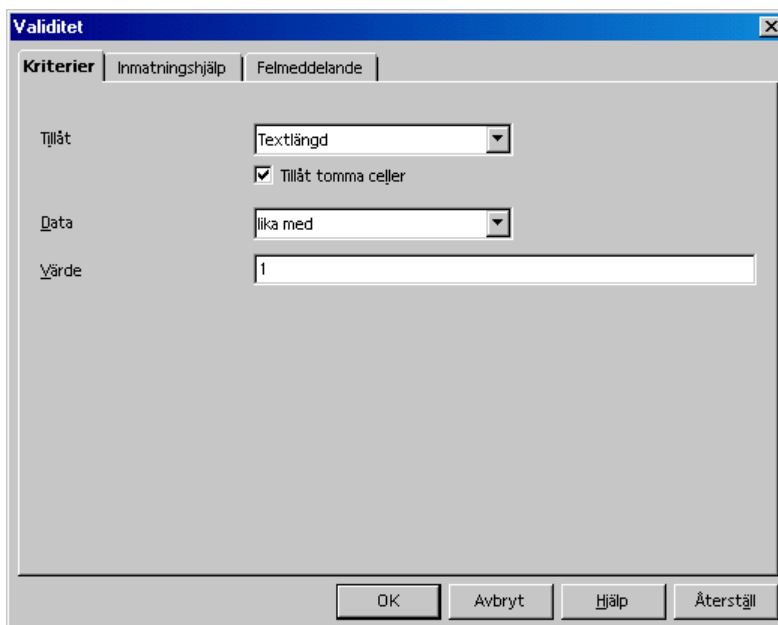 Validitet
Kriterier Inmatningshjälp Felmeddelande
Tillåt Textlängd
Tillåt tomma celler
Data lika med
Värde 1
OK Avbryt Hjälp Återställ